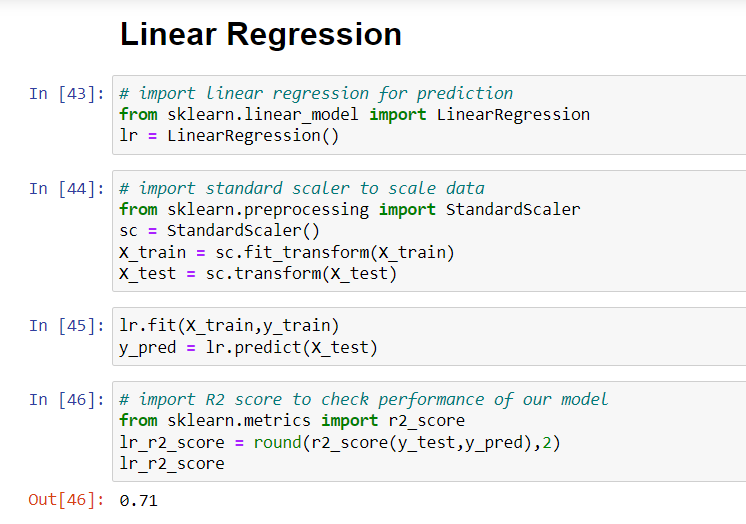 Linear Regression
In [43]: # import linear regression for prediction
from sklearn.linear_model import LinearRegression
lr = LinearRegression()
In [44]: # import standard scaler to scale data
from sklearn.preprocessing import StandardScaler
sc = StandardScaler()
X_train = sc.fit_transform(X_train)
X_test = sc.transform(X_test)
In [45]: lr.fit(X_train,y_train)
y_pred = lr.predict(X_test)
In [46]: # import R2 score to check performance of our model
from sklearn.metrics import r2_score
lr_r2_score = round(r2_score(y_test,y_pred),2)
lr_r2_score
Out[46]: 0.71